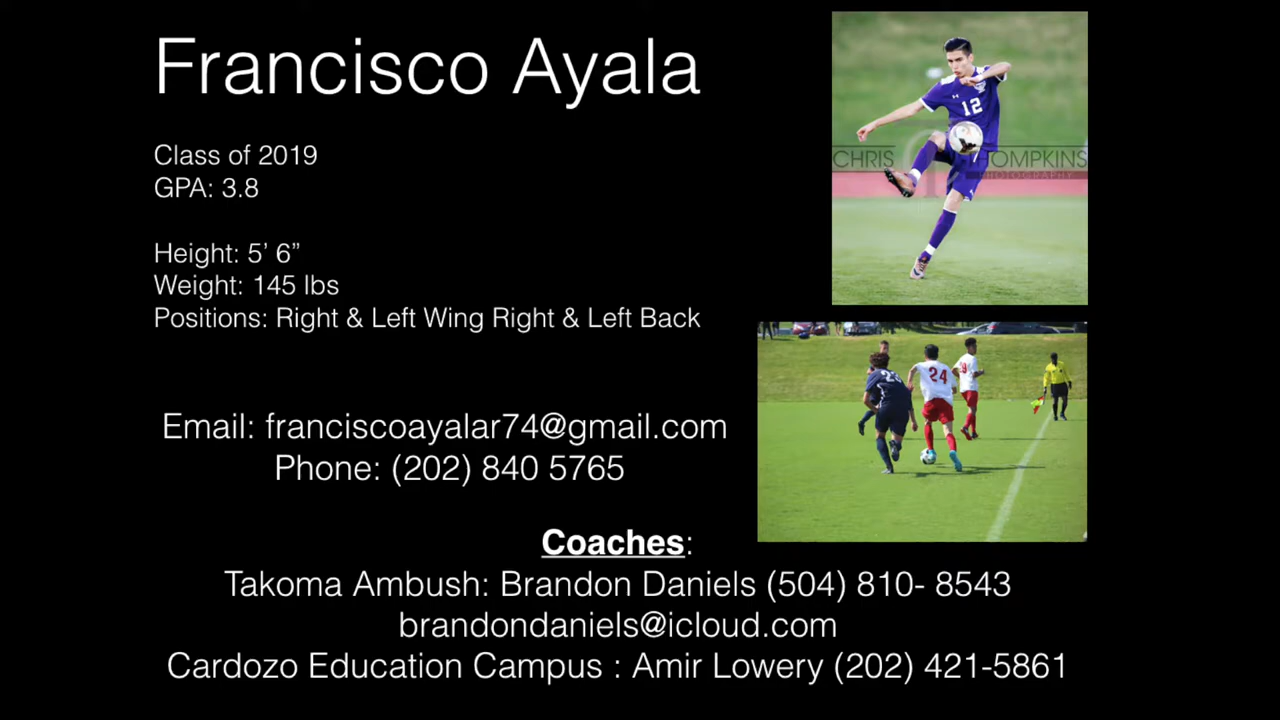 Francisco Ayala
Class of 2019
GPA: 3.8
Height: 5’ 6”
Weight: 145 lbs
Positions: Right & Left Wing Right & Left Back
Email: franciscoayalar74@gmail.com
Phone: (202) 840 5765
Coaches:
Takoma Ambush: Brandon Daniels (504) 810- 8543
brandondaniels@icloud.com
Cardozo Education Campus : Amir Lowery (202) 421-5861
12
CHRIS THOMPKINS
PHOTOGRAPHY
24